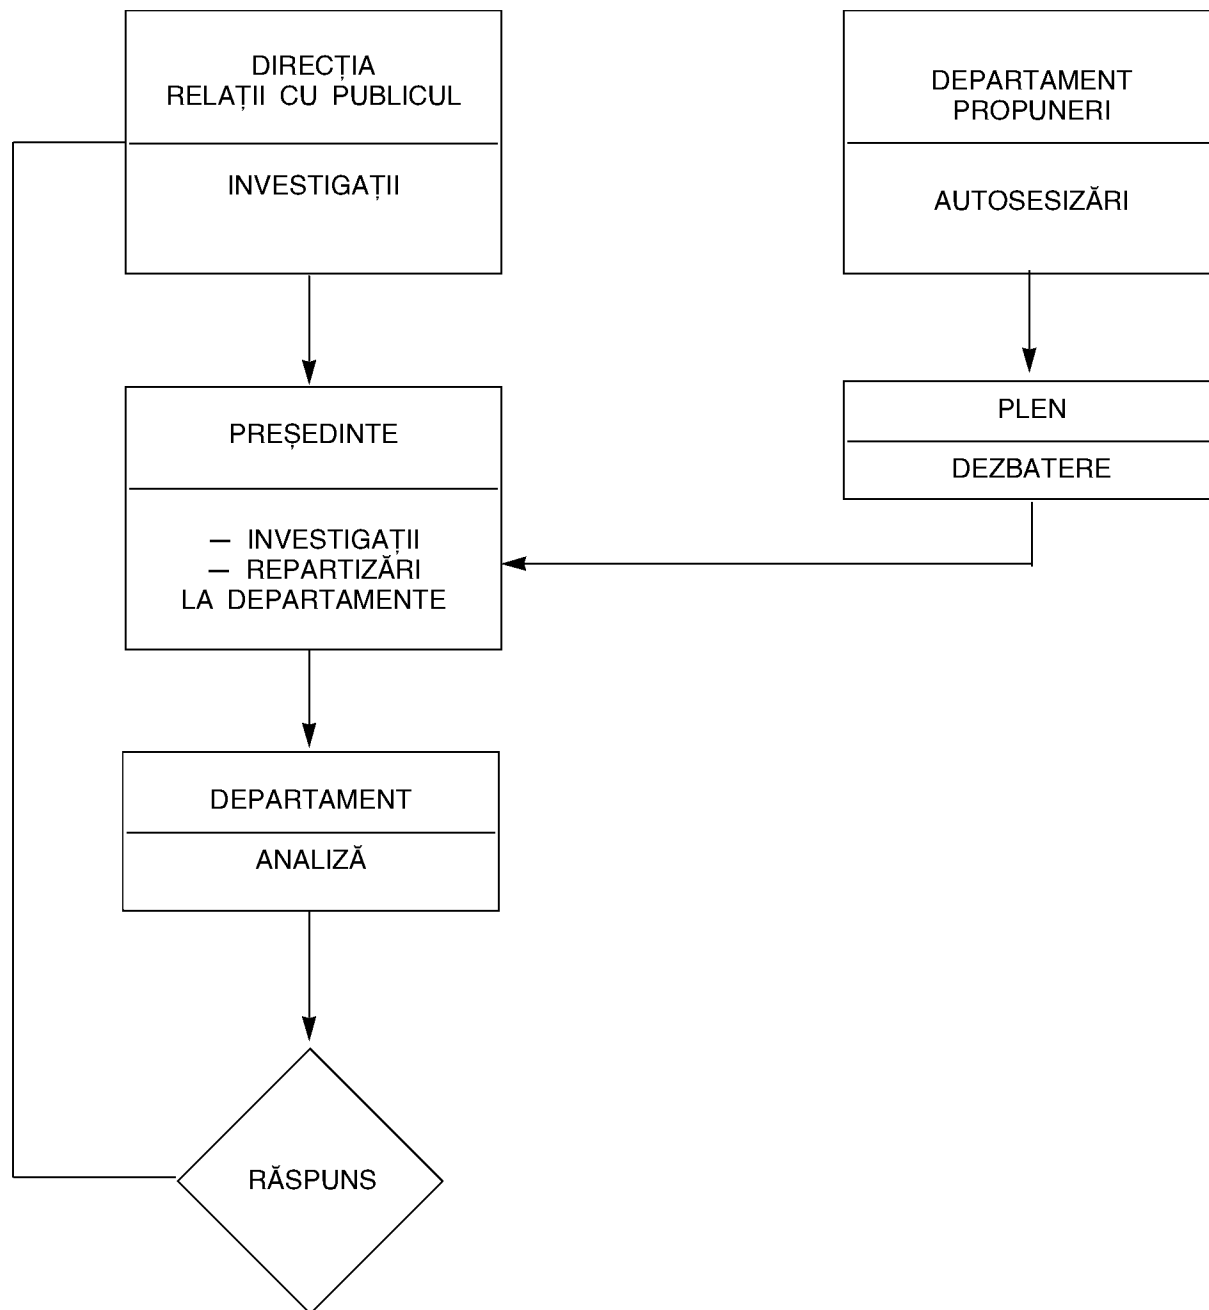 DIRECȚIA
RELAȚII CU PUBLICUL
INVESTIGAȚII
DEPARTAMENT
PROPUNERI
AUTOSESIZĂRI
PREȘEDINTE
— INVESTIGAȚII
— REPARTIZĂRI
LA DEPARTAMENTE
PLEN
DEZBATERE
DEPARTAMENT
ANALIZĂ
RĂSPUNS